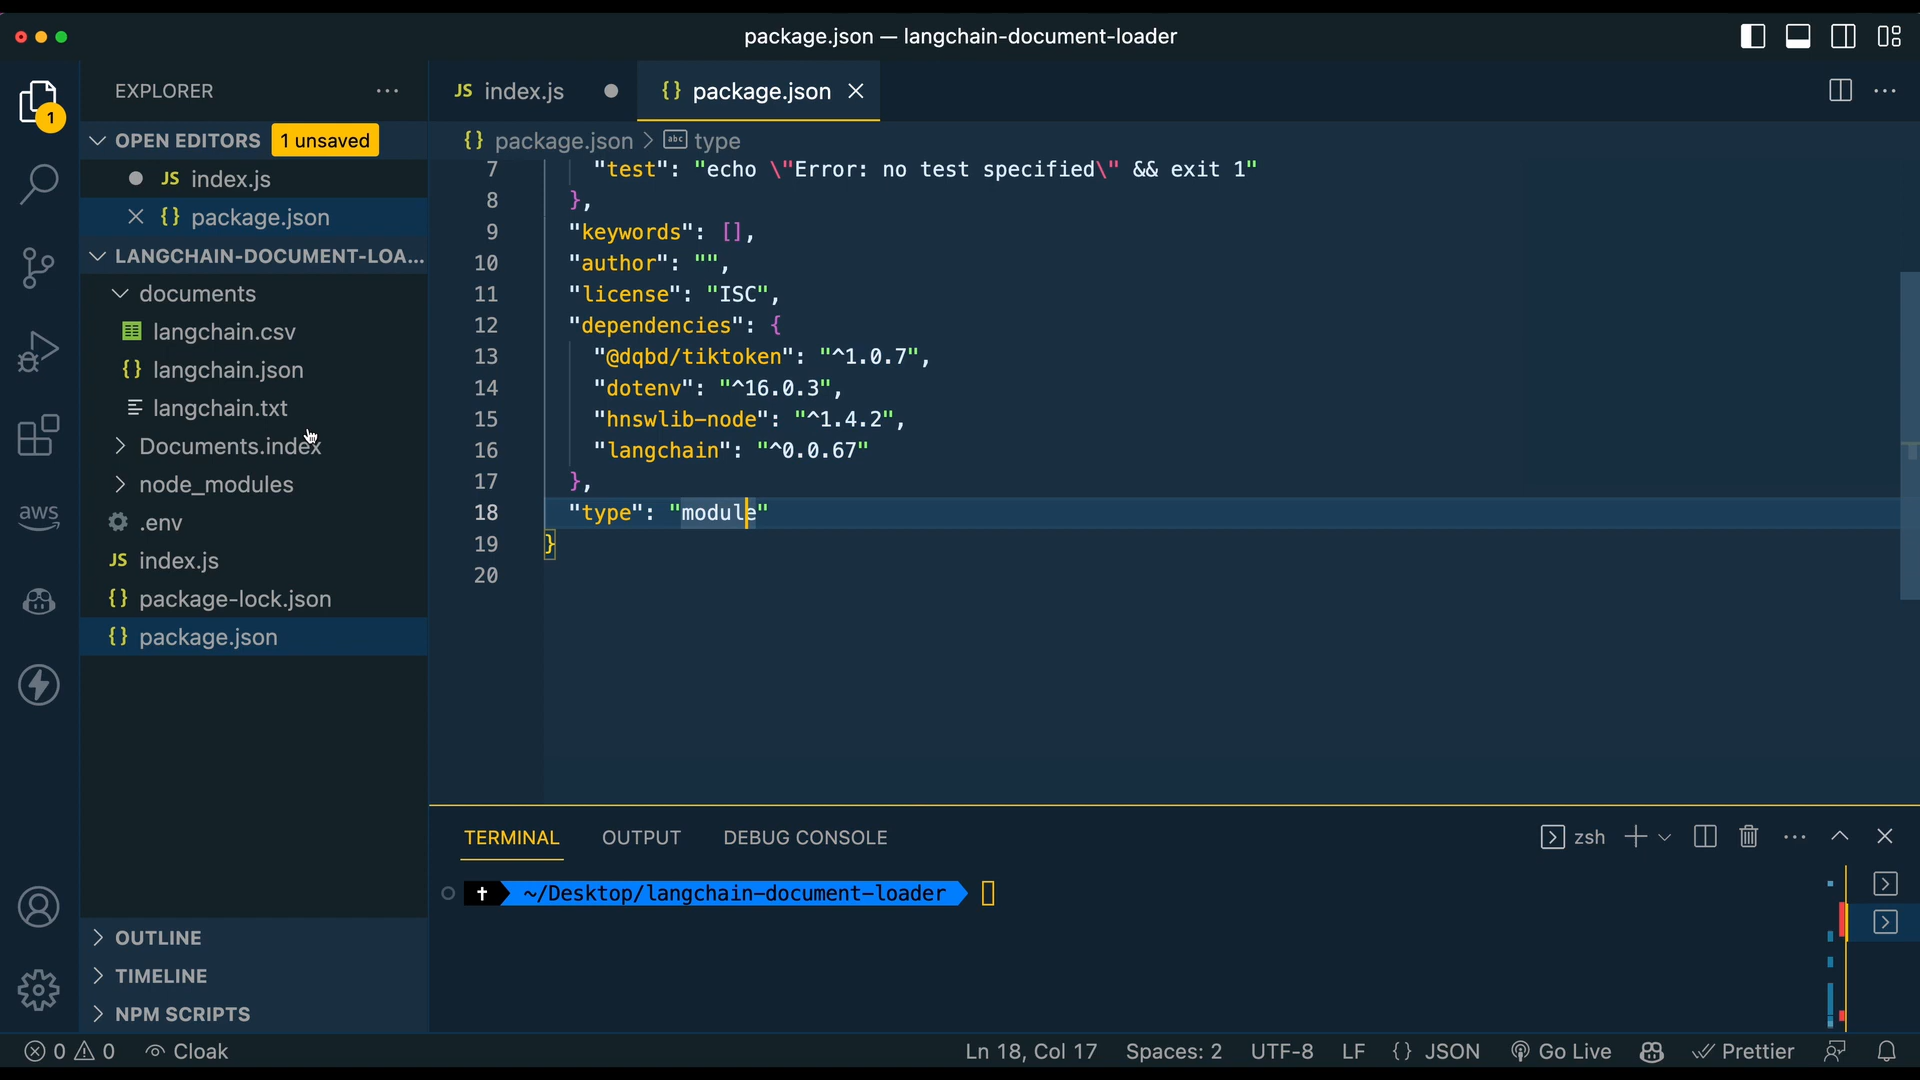 package.json — langchain-document-loader
EXPLORER
1
OPEN EDITORS 1 unsaved
JS index.js
{} package.json
LANGCHAIN-DOCUMENT-LOA...
documents
langchain.csv
{} langchain.json
langchain.txt
Documents.index
node_modules
.env
JS index.js
{} package-lock.json
{} package.json
aws
OUTLINE
TIMELINE
NPM SCRIPTS
JS index.js
{} package.json
{} package.json > abc type
7 "test": "echo \"Error: no test specified\" && exit 1"
8 },
9 "keywords": [],
10 "author": "",
11 "license": "ISC",
12 "dependencies": {
13 "@dqbd/tiktoken": "^1.0.7",
14 "dotenv": "^16.0.3",
15 "hnswlib-node": "^1.4.2",
16 "langchain": "^0.0.67"
17 },
18 "type": "module"
19 }
20
TERMINAL OUTPUT DEBUG CONSOLE
zsh
~/Desktop/langchain-document-loader
0 0 Cloak
Ln 18, Col 17 Spaces: 2 UTF-8 LF {} JSON Go Live Prettier